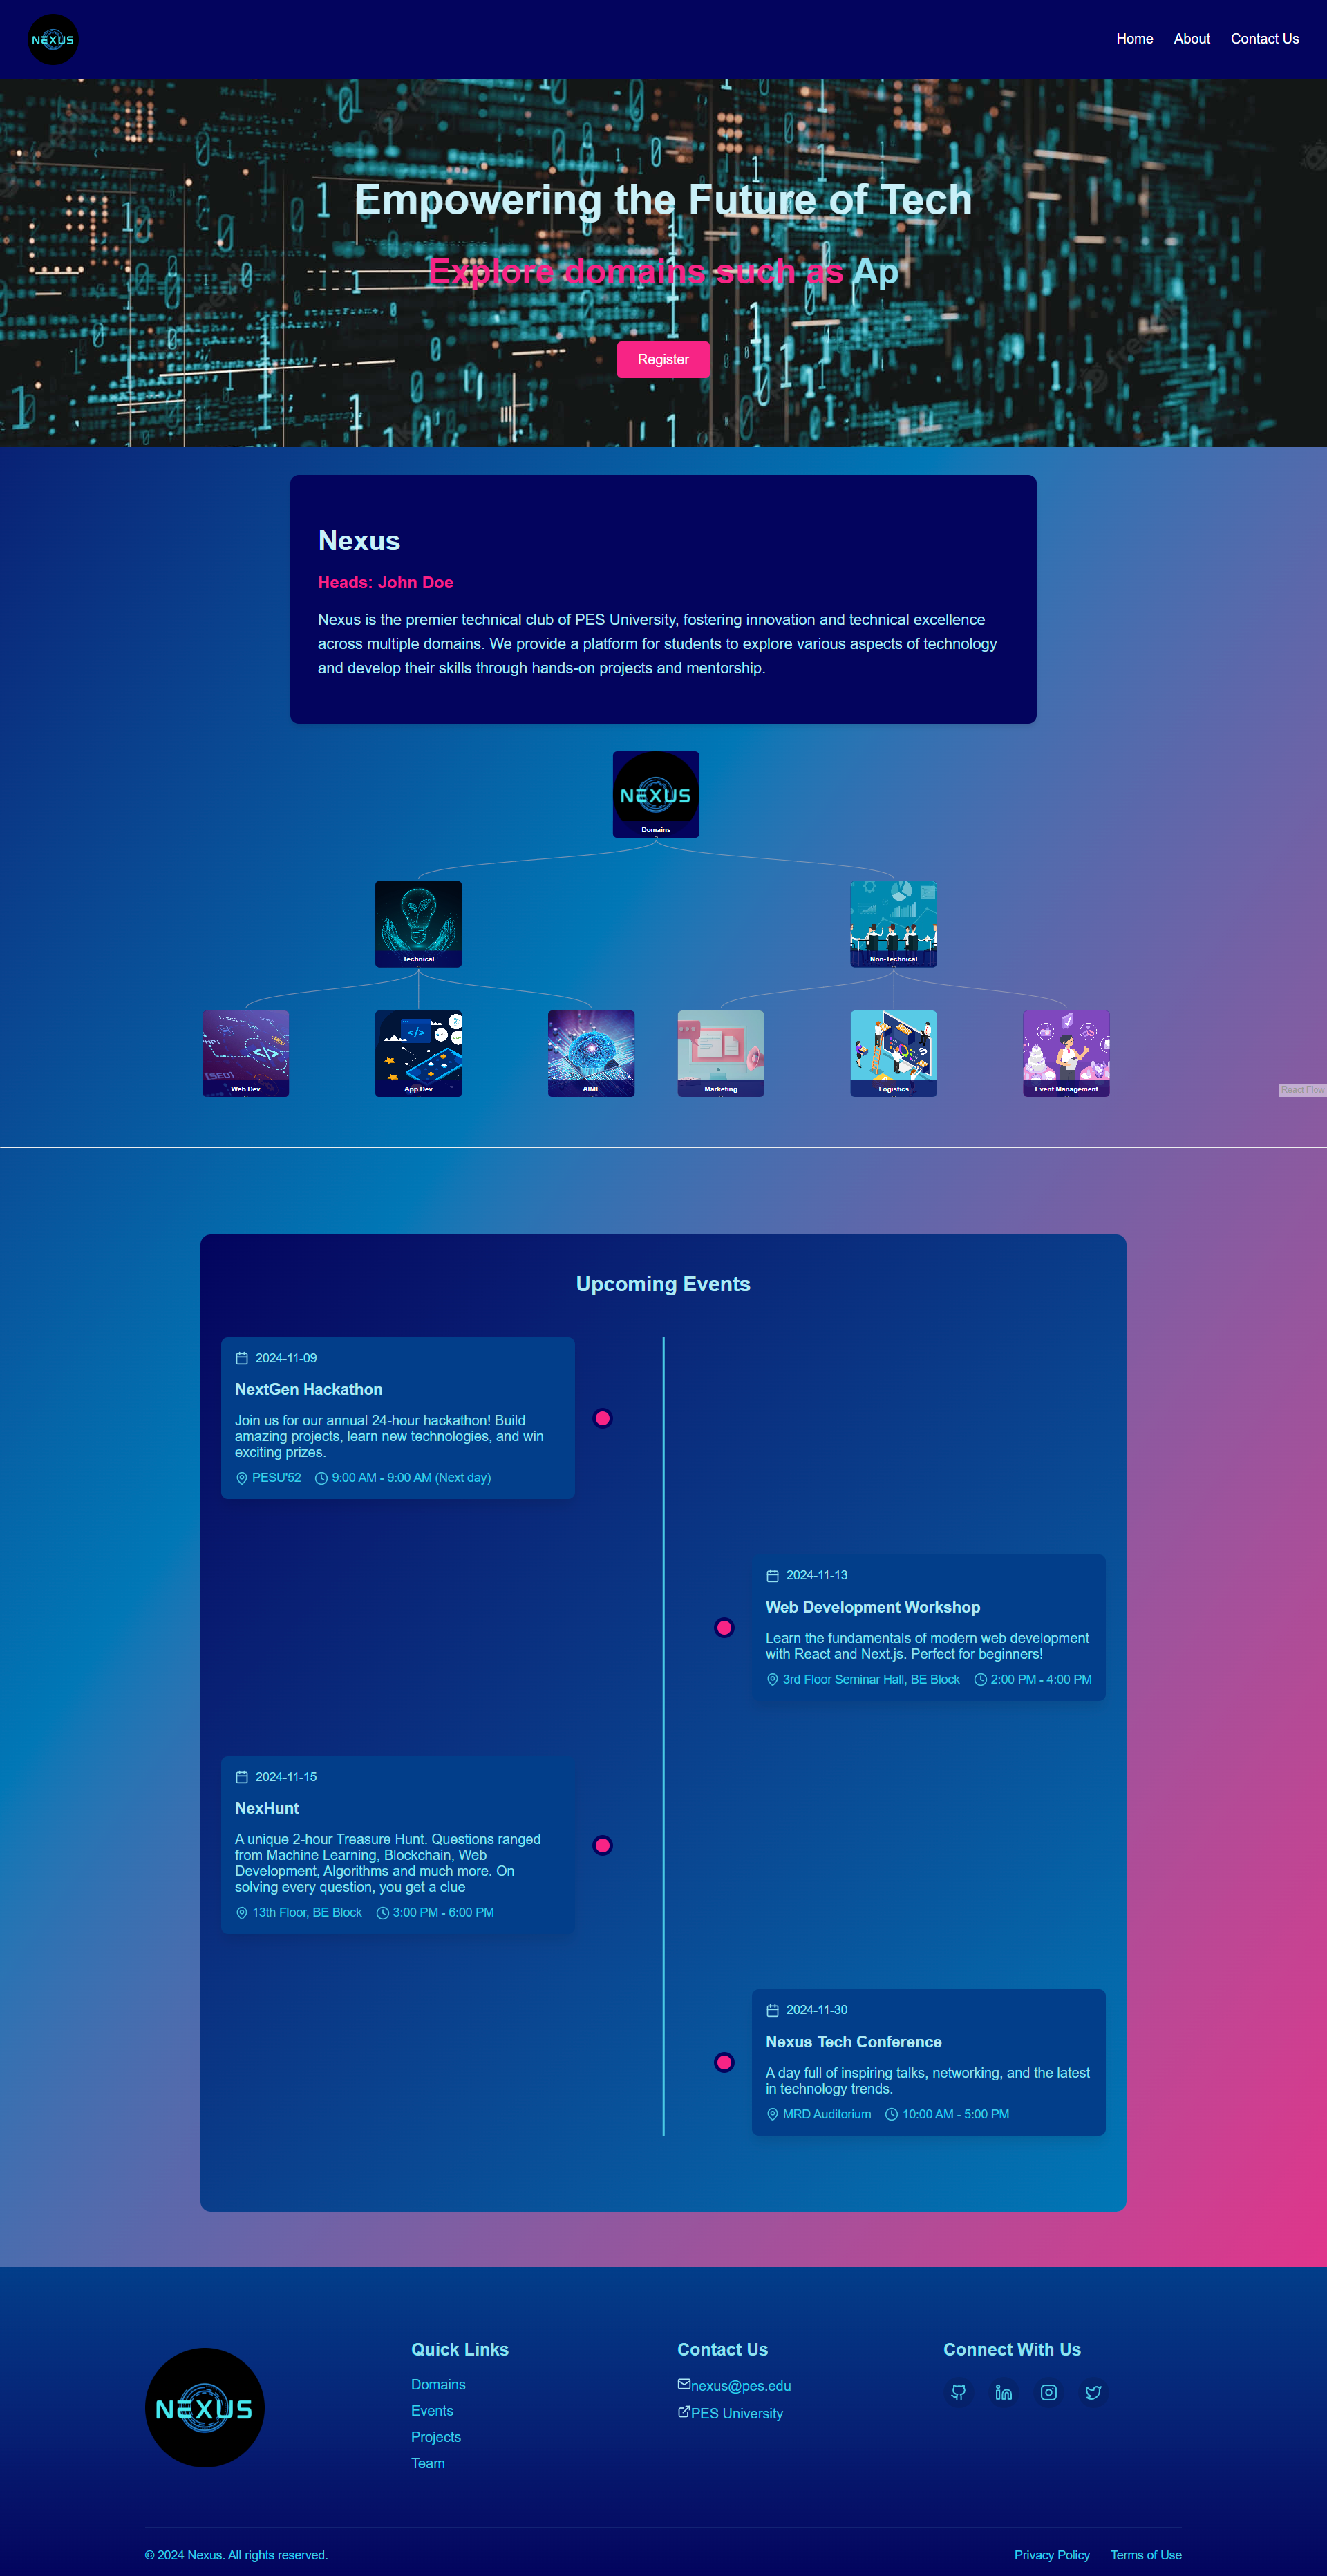 NEXUS
Home About Contact Us
Empowering the Future of Tech
Explore domains such as Ap
Register
Nexus
Heads: John Doe
Nexus is the premier technical club of PES University, fostering innovation and technical excellence
across multiple domains. We provide a platform for students to explore various aspects of technology
and develop their skills through hands-on projects and mentorship.
NEXUS
Domains
Technical
Non-Technical
</>
[SEO]
</>
Web Dev
App Dev
AIML
Marketing
Logistics
Event Management
React Flow
Upcoming Events
2024-11-09
NextGen Hackathon
Join us for our annual 24-hour hackathon! Build
amazing projects, learn new technologies, and win
exciting prizes.
PESU'52 9:00 AM - 9:00 AM (Next day)
2024-11-13
Web Development Workshop
Learn the fundamentals of modern web development
with React and Next.js. Perfect for beginners!
3rd Floor Seminar Hall, BE Block 2:00 PM - 4:00 PM
2024-11-15
NexHunt
A unique 2-hour Treasure Hunt. Questions ranged
from Machine Learning, Blockchain, Web
Development, Algorithms and much more. On
solving every question, you get a clue
13th Floor, BE Block 3:00 PM - 6:00 PM
2024-11-30
Nexus Tech Conference
A day full of inspiring talks, networking, and the latest
in technology trends.
MRD Auditorium 10:00 AM - 5:00 PM
NEXUS
Quick Links
Domains
Events
Projects
Team
Contact Us
nexus@pes.edu
PES University
Connect With Us
© 2024 Nexus. All rights reserved.
Privacy Policy Terms of Use